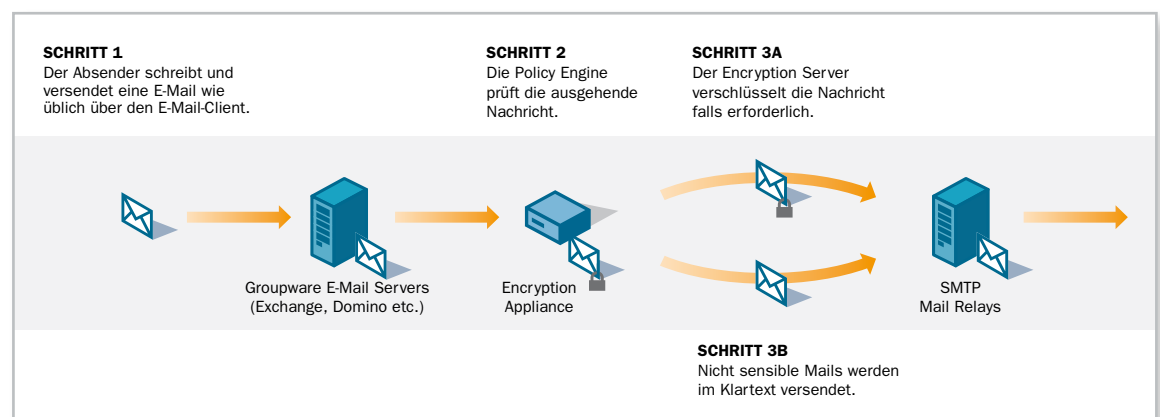 SCHRITT 1
Der Absender schreibt und
versendet eine E-Mail wie
üblich über den E-Mail-Client.
SCHRITT 2
Die Policy Engine
prüft die ausgehende
Nachricht.
SCHRITT 3A
Der Encryption Server
verschlüsselt die Nachricht
falls erforderlich.
Groupware E-Mail Servers
(Exchange, Domino etc.)
Encryption
Appliance
SMTP
Mail Relays
SCHRITT 3B
Nicht sensible Mails werden
im Klartext versendet.